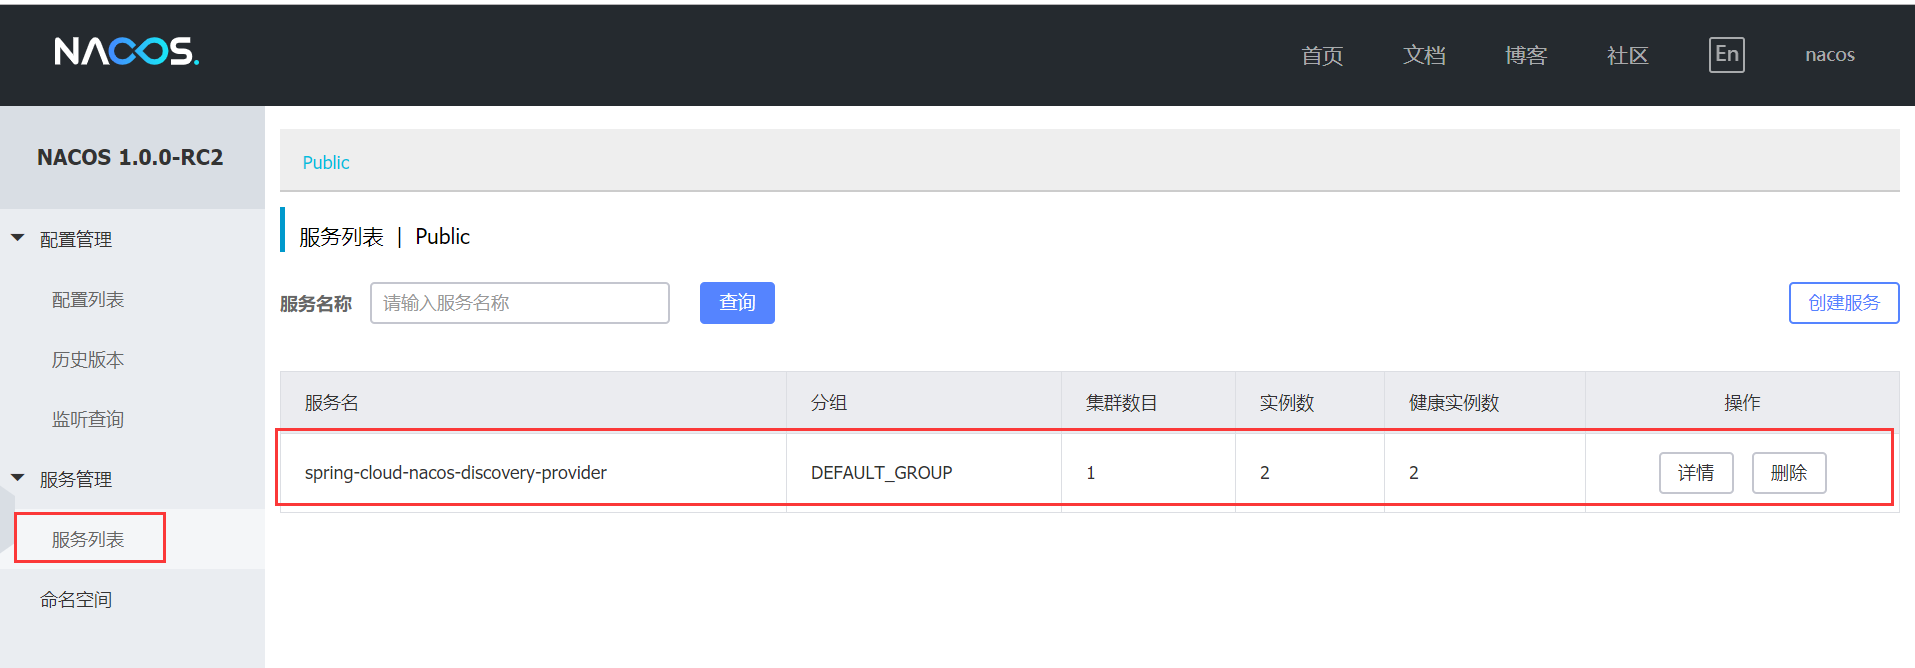 NACOS.
首页 文档 博客 社区 En nacos
NACOS 1.0.0-RC2
配置管理
配置列表
历史版本
监听查询
服务管理
服务列表
命名空间
Public
服务列表 | Public
服务名称 请输入服务名称 查询 创建服务
服务名 分组 集群数目 实例数 健康实例数 操作
spring-cloud-nacos-discovery-provider DEFAULT_GROUP 1 2 2 详情 删除